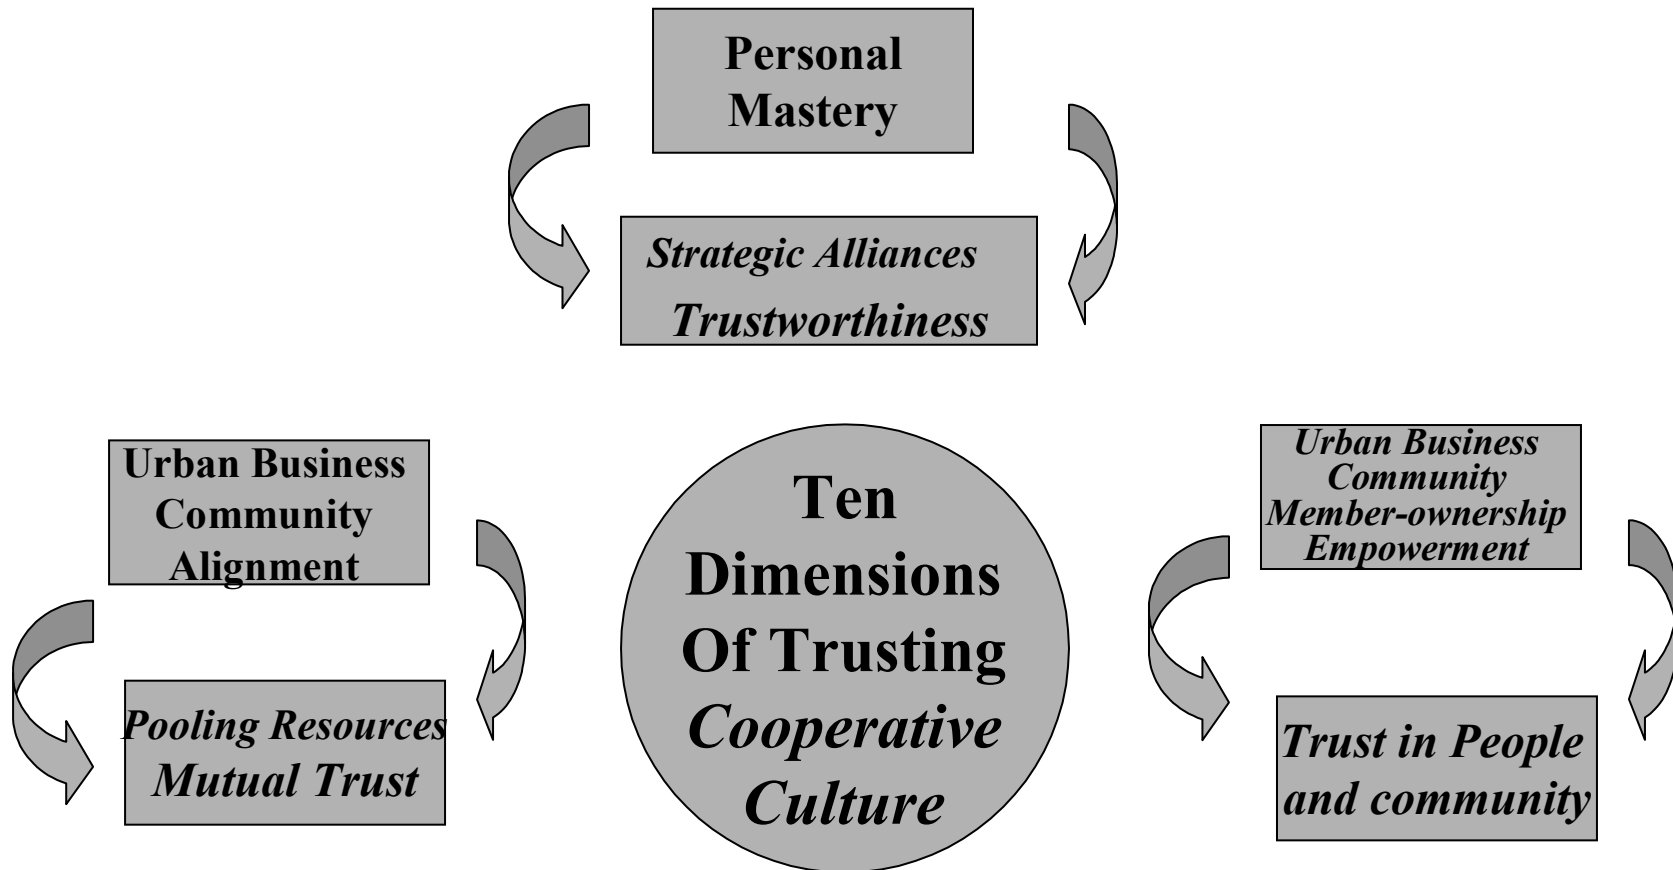 Personal
Mastery
Strategic Alliances
Trustworthiness
Urban Business
Community
Alignment
Pooling Resources
Mutual Trust
Ten
Dimensions
Of Trusting
Cooperative
Culture
Urban Business
Community
Member-ownership
Empowerment
Trust in People
and community